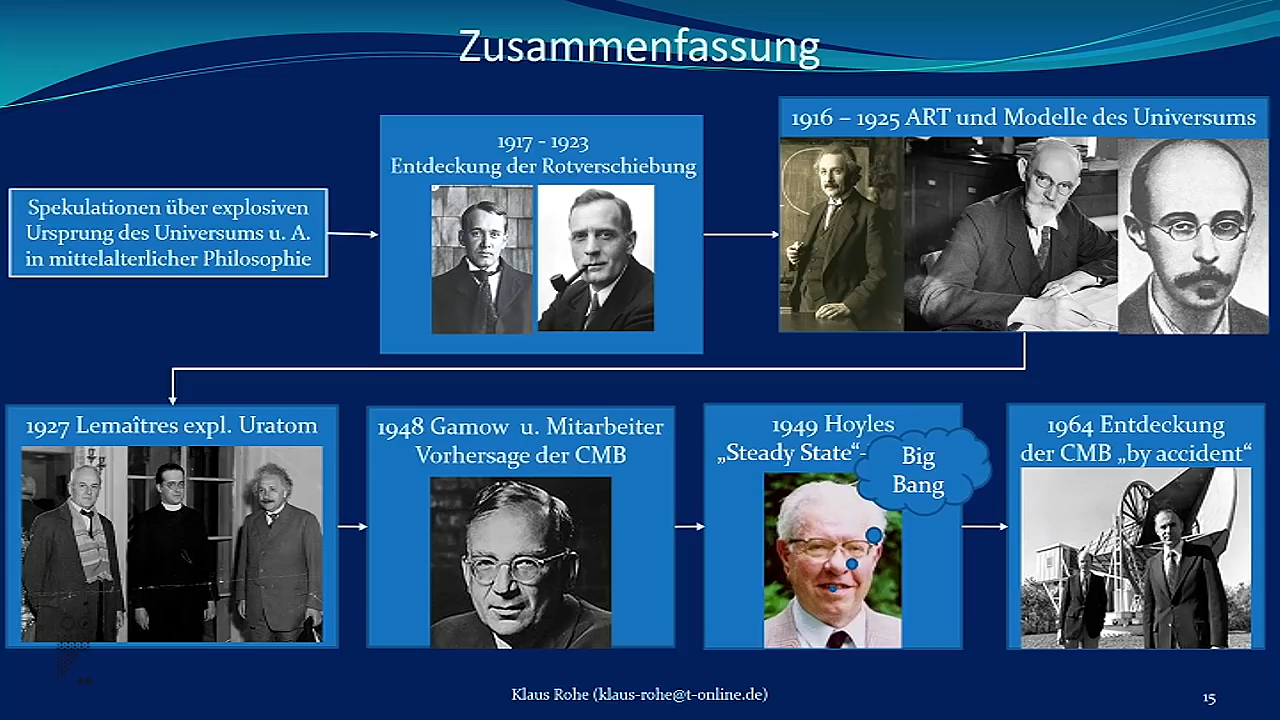 Zusammenfassung
Spekulationen über explosiven
Ursprung des Universums u. A.
in mittelalterlicher Philosophie
1917 - 1923
Entdeckung der Rotverschiebung
1916 – 1925 ART und Modelle des Universums
1927 Lemaîtres expl. Uratom
1948 Gamow u. Mitarbeiter
Vorhersage der CMB
1949 Hoyles
„Steady State“-
Big
Bang
1964 Entdeckung
der CMB „by accident“
Klaus Rohe (klaus-rohe@t-online.de)
15